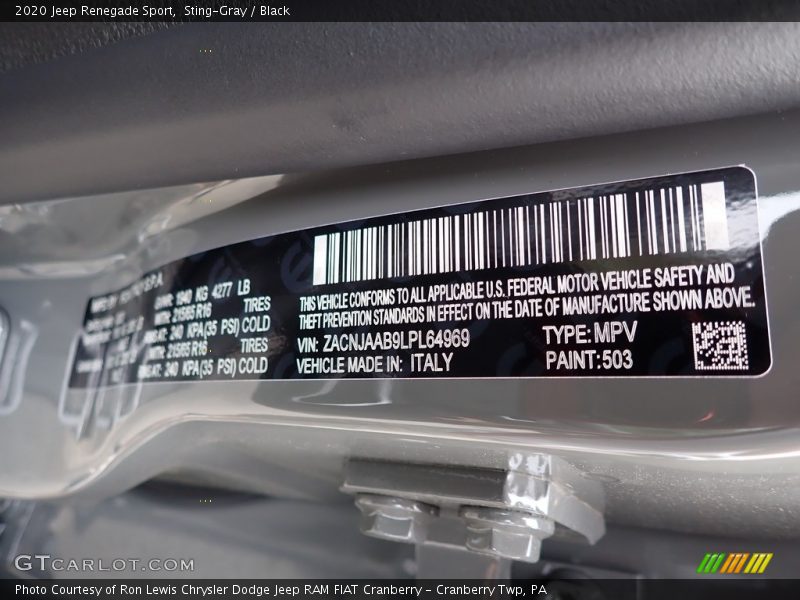 2020 Jeep Renegade Sport,  Sting-Gray / Black
1940 KG 4277 LB
215/65 R16 TIRES
240 KPA(35 PSI) COLD
215/65 R16 TIRES
240 KPA(35 PSI) COLD
THIS VEHICLE CONFORMS TO ALL APPLICABLE U.S. FEDERAL MOTOR VEHICLE SAFETY AND
THEFT PREVENTION STANDARDS IN EFFECT ON THE DATE OF MANUFACTURE SHOWN ABOVE.
VIN: ZACNJAAB9LPL64969 TYPE: MPV
VEHICLE MADE IN: ITALY PAINT: 503
GTCARLOT.COM
Photo Courtesy of Ron Lewis Chrysler Dodge Jeep RAM FIAT Cranberry - Cranberry Twp, PA